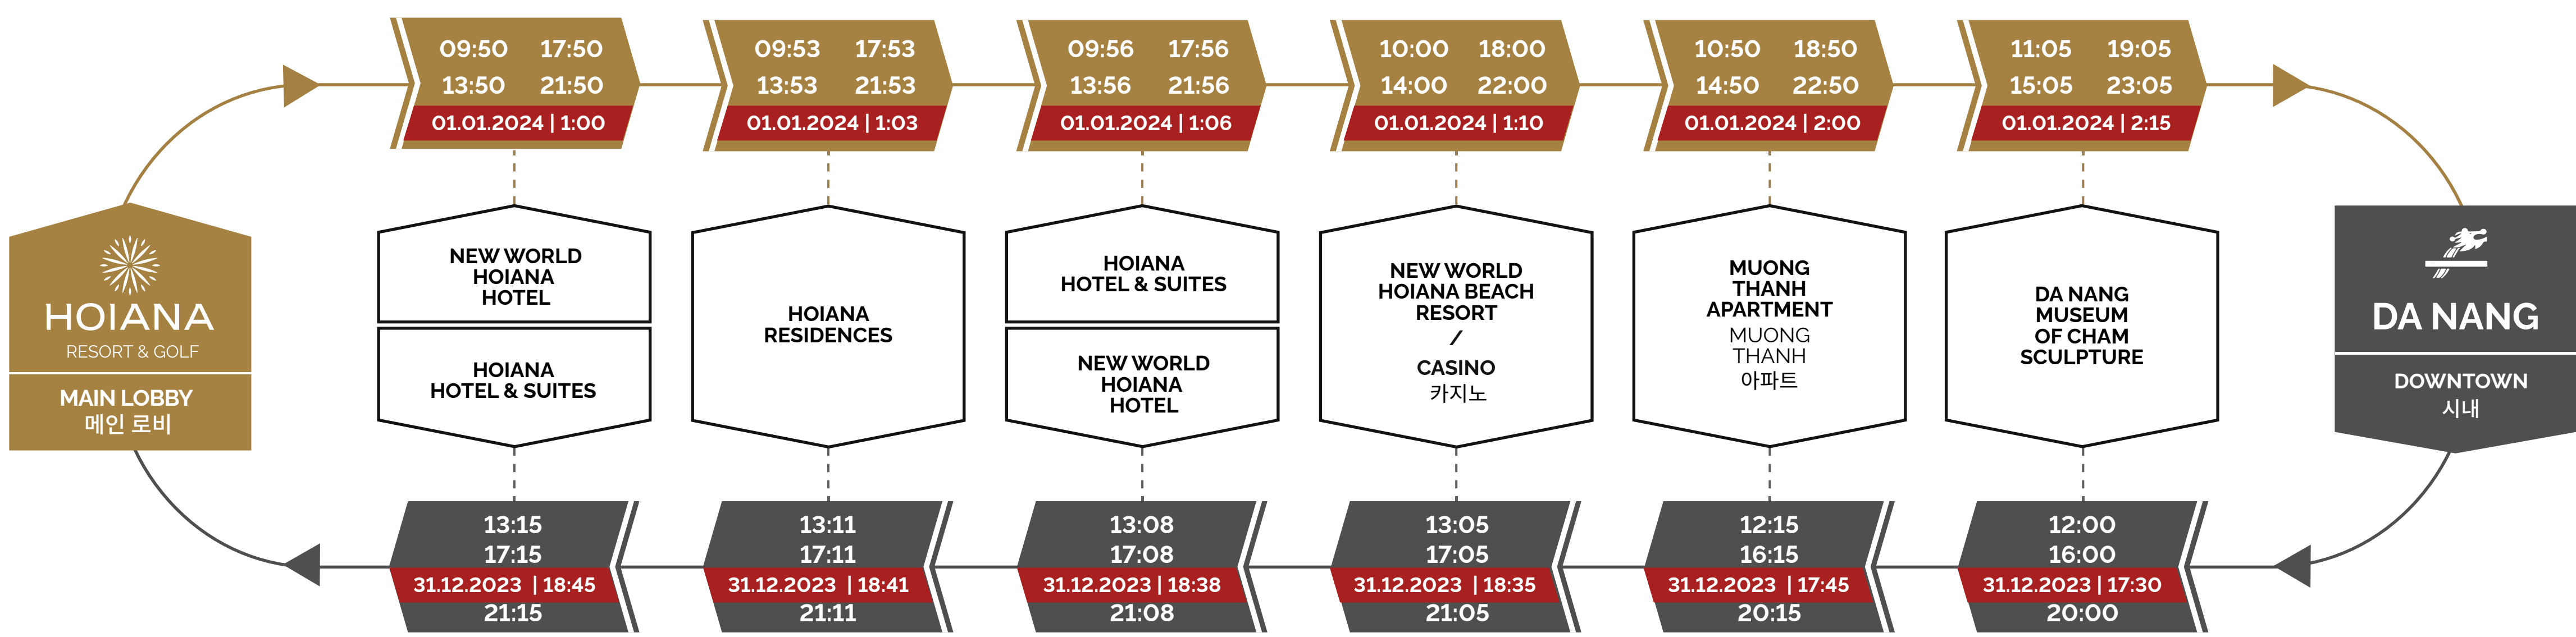 09:50 17:50
13:50 21:50
01.01.2024 | 1:00
09:53 17:53
13:53 21:53
01.01.2024 | 1:03
09:56 17:56
13:56 21:56
01.01.2024 | 1:06
10:00 18:00
14:00 22:00
01.01.2024 | 1:10
10:50 18:50
14:50 22:50
01.01.2024 | 2:00
11:05 19:05
15:05 23:05
01.01.2024 | 2:15
HOIANA
RESORT & GOLF
MAIN LOBBY
메인 로비
NEW WORLD
HOIANA
HOTEL
HOIANA
HOTEL & SUITES
HOIANA
RESIDENCES
HOIANA
HOTEL & SUITES
NEW WORLD
HOIANA
HOTEL
NEW WORLD
HOIANA BEACH
RESORT
/
CASINO
카지노
MUONG
THANH
APARTMENT
MUONG
THANH
아파트
DA NANG
MUSEUM
OF CHAM
SCULPTURE
DA NANG
DOWNTOWN
시내
13:15
17:15
31.12.2023 | 18:45
21:15
13:11
17:11
31.12.2023 | 18:41
21:11
13:08
17:08
31.12.2023 | 18:38
21:08
13:05
17:05
31.12.2023 | 18:35
21:05
12:15
16:15
31.12.2023 | 17:45
20:15
12:00
16:00
31.12.2023 | 17:30
20:00